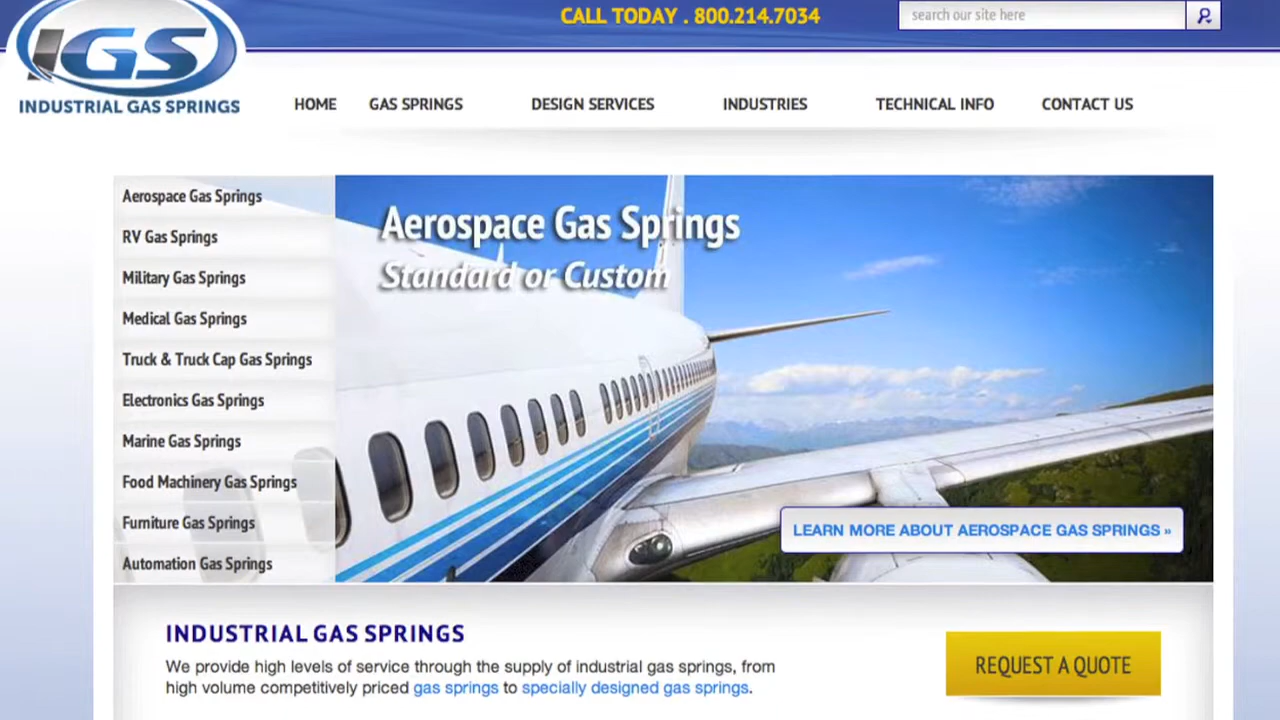 CALL TODAY . 800.214.7034
search our site here
IGS
INDUSTRIAL GAS SPRINGS
HOME GAS SPRINGS DESIGN SERVICES INDUSTRIES TECHNICAL INFO CONTACT US
Aerospace Gas Springs
RV Gas Springs
Military Gas Springs
Medical Gas Springs
Truck & Truck Cap Gas Springs
Electronics Gas Springs
Marine Gas Springs
Food Machinery Gas Springs
Furniture Gas Springs
Automation Gas Springs
Aerospace Gas Springs
Standard or Custom
LEARN MORE ABOUT AEROSPACE GAS SPRINGS »
INDUSTRIAL GAS SPRINGS
We provide high levels of service through the supply of industrial gas springs, from
high volume competitively priced gas springs to specially designed gas springs.
REQUEST A QUOTE